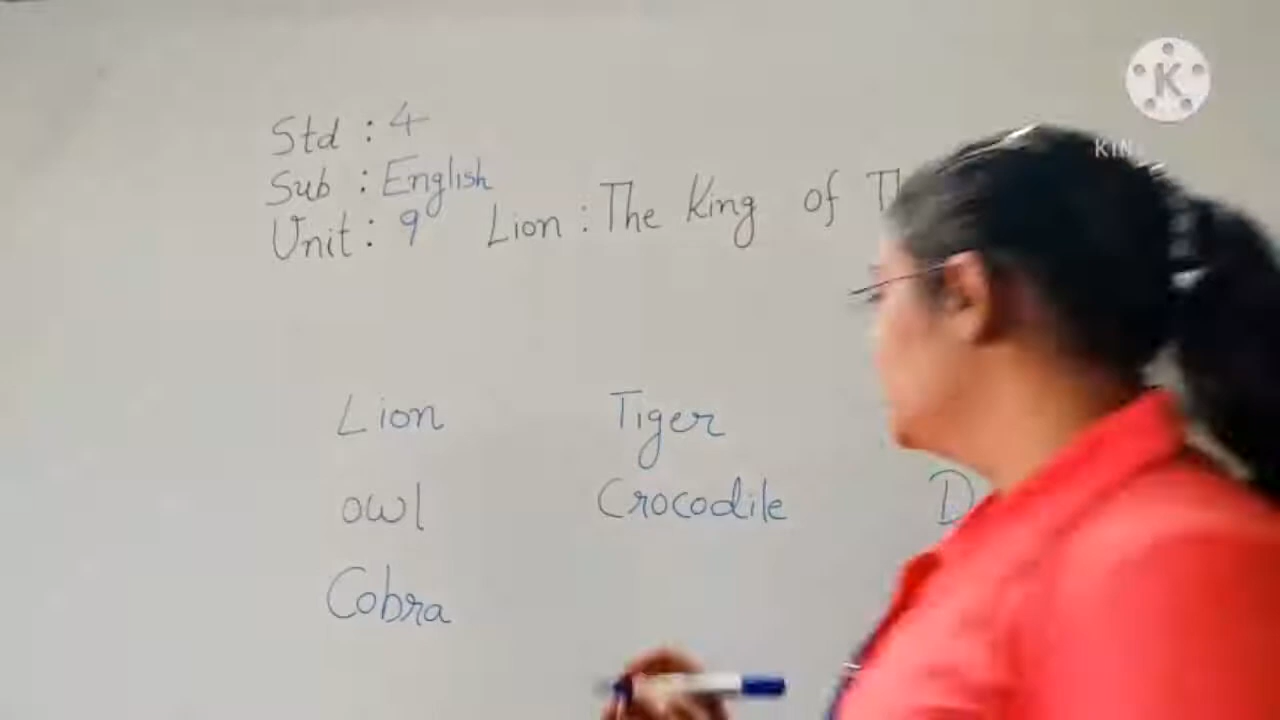 Std : 4
Sub : English
Unit : 9 Lion : The King of
Lion Tiger
owl Crocodile
Cobra
K